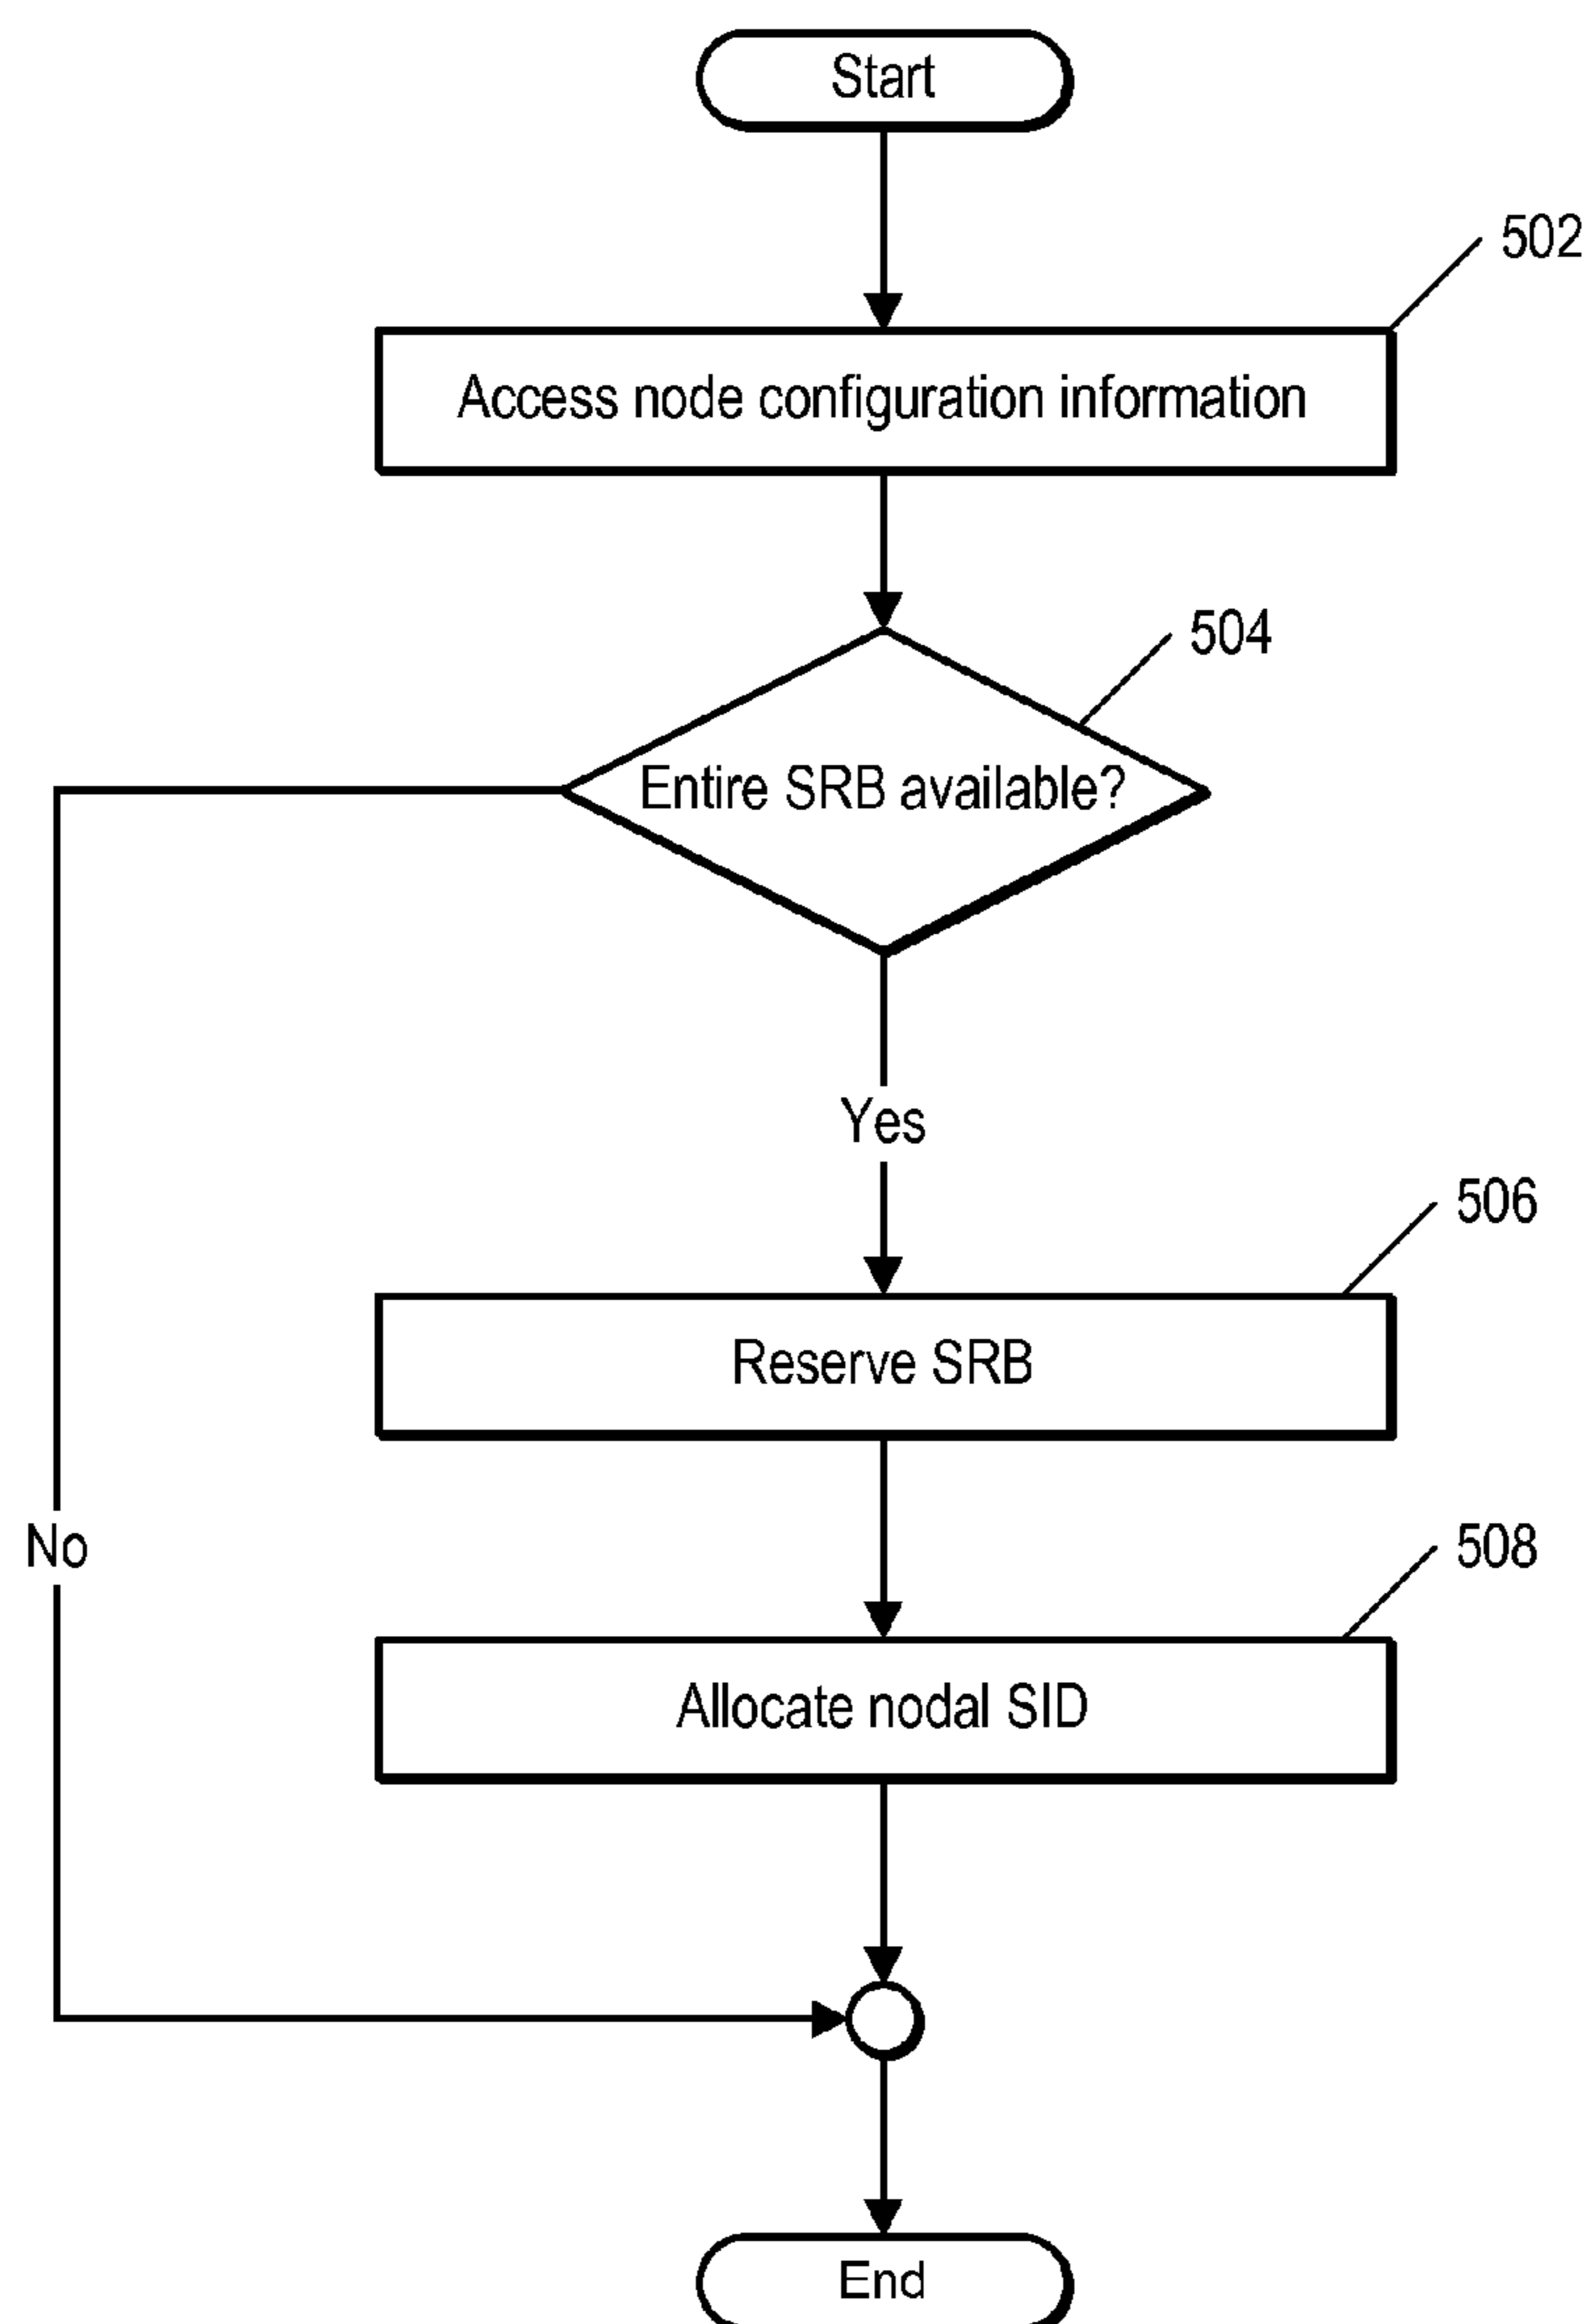 Start
502
Access node configuration information
504
Entire SRB available?
Yes
506
Reserve SRB
No
508
Allocate nodal SID
End